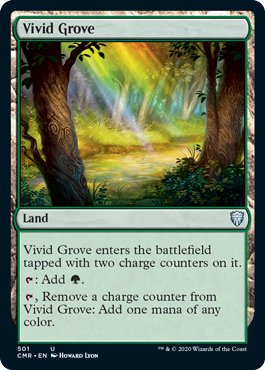 Vivid Grove
Land
Vivid Grove enters the battlefield
tapped with two charge counters on it.
: Add .
, Remove a charge counter from
Vivid Grove: Add one mana of any
color.
501 U
CMR • EN Howard Lyon
™ & © 2020 Wizards of the Coast